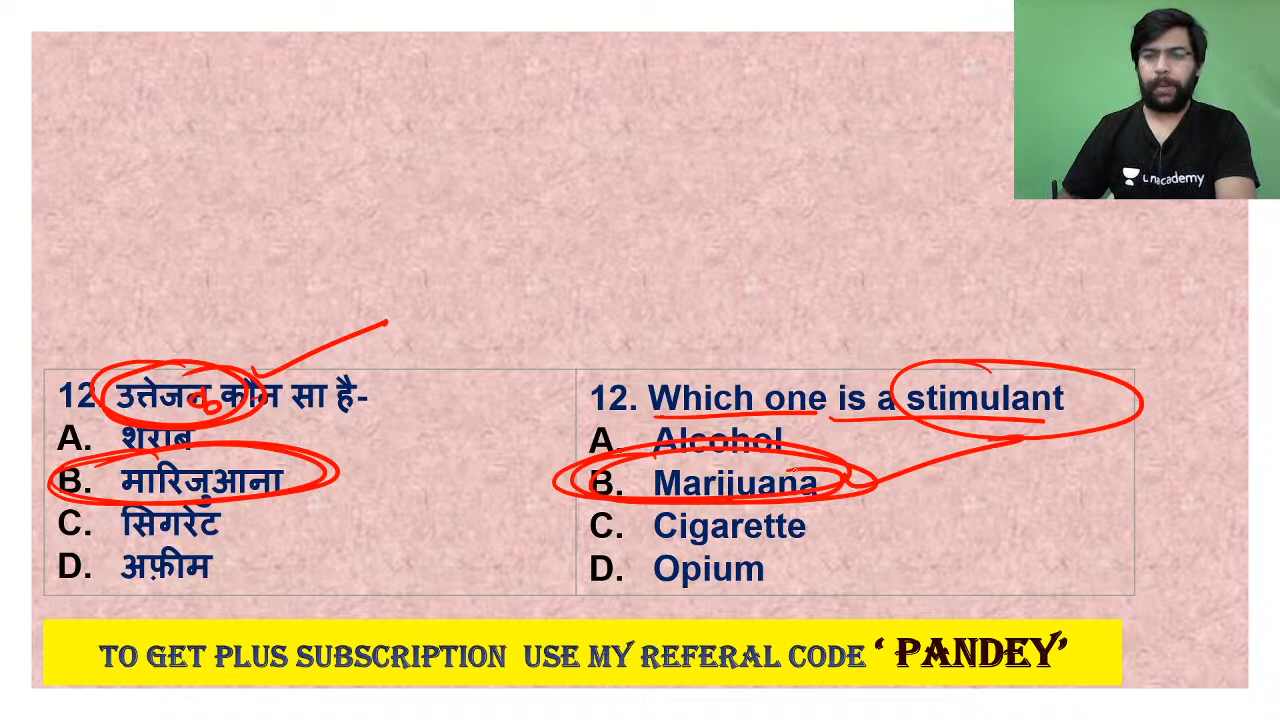 unacademy
12. उत्तेजन कौन सा है-
A. शराब
B. मारिजुआना
C. सिगरेट
D. अफ़ीम
12. Which one is a stimulant
A. Alcohol
B. Marijuana
C. Cigarette
D. Opium
TO GET PLUS SUBSCRIPTION USE MY REFERAL CODE ‘ PANDEY’